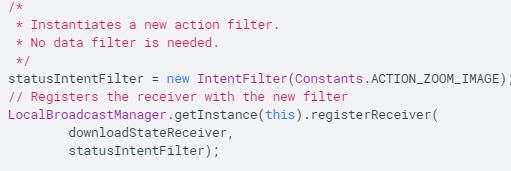 /*
 * Instantiates a new action filter.
 * No data filter is needed.
 */
statusIntentFilter = new IntentFilter(Constants.ACTION_ZOOM_IMAGE);
// Registers the receiver with the new filter
LocalBroadcastManager.getInstance(this).registerReceiver(
        downloadStateReceiver,
        statusIntentFilter);